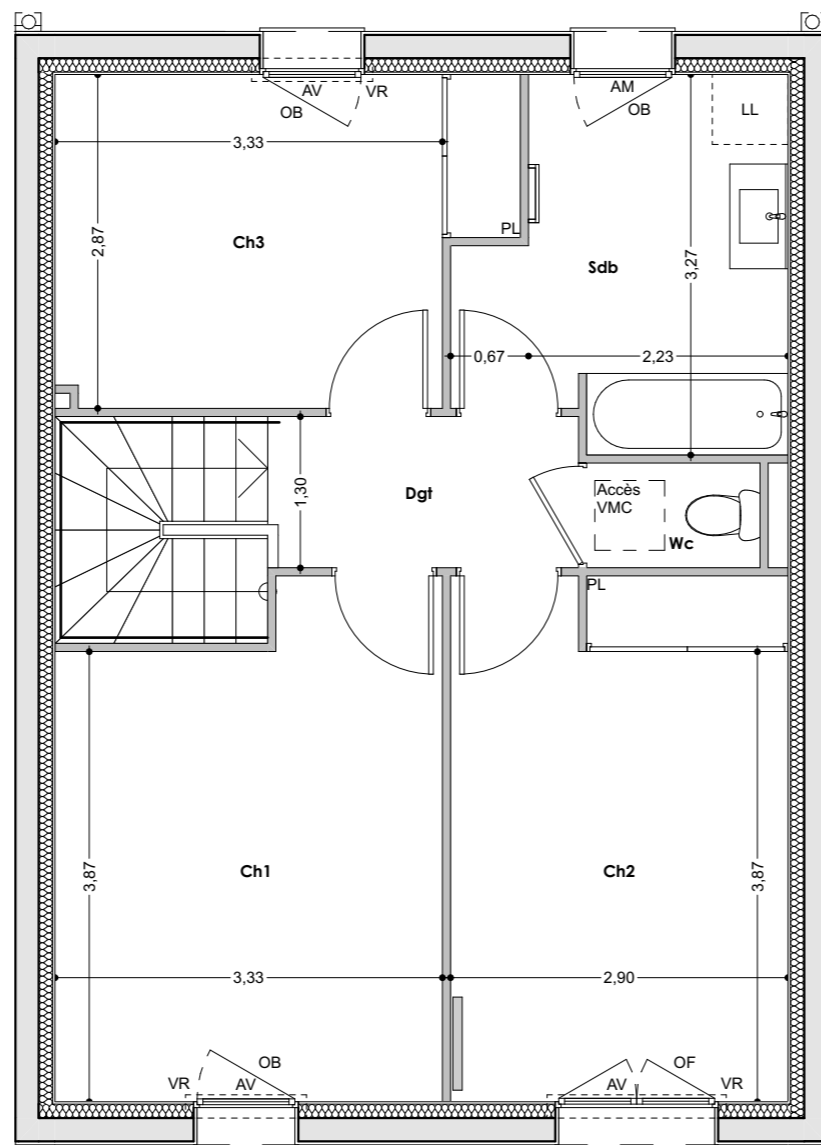 AV
VR
OB
AM
OB
LL
3,33
2,87
Ch3
PL
Sdb
3,27
0,67
2,23
1,30
Dgt
Accès
VMC
Wc
PL
3,87
Ch1
Ch2
3,87
3,33
2,90
VR
AV
OB
AV
OF
VR